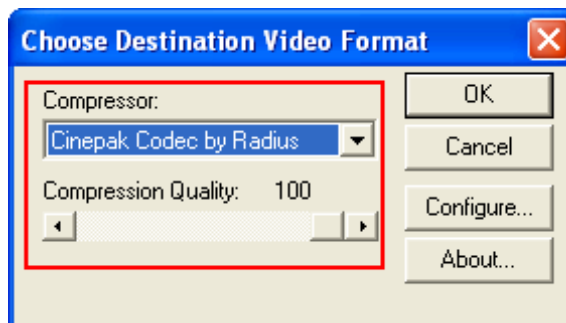 Choose Destination Video Format
Compressor:
Cinepak Codec by Radius
Compression Quality: 100
OK
Cancel
Configure...
About...